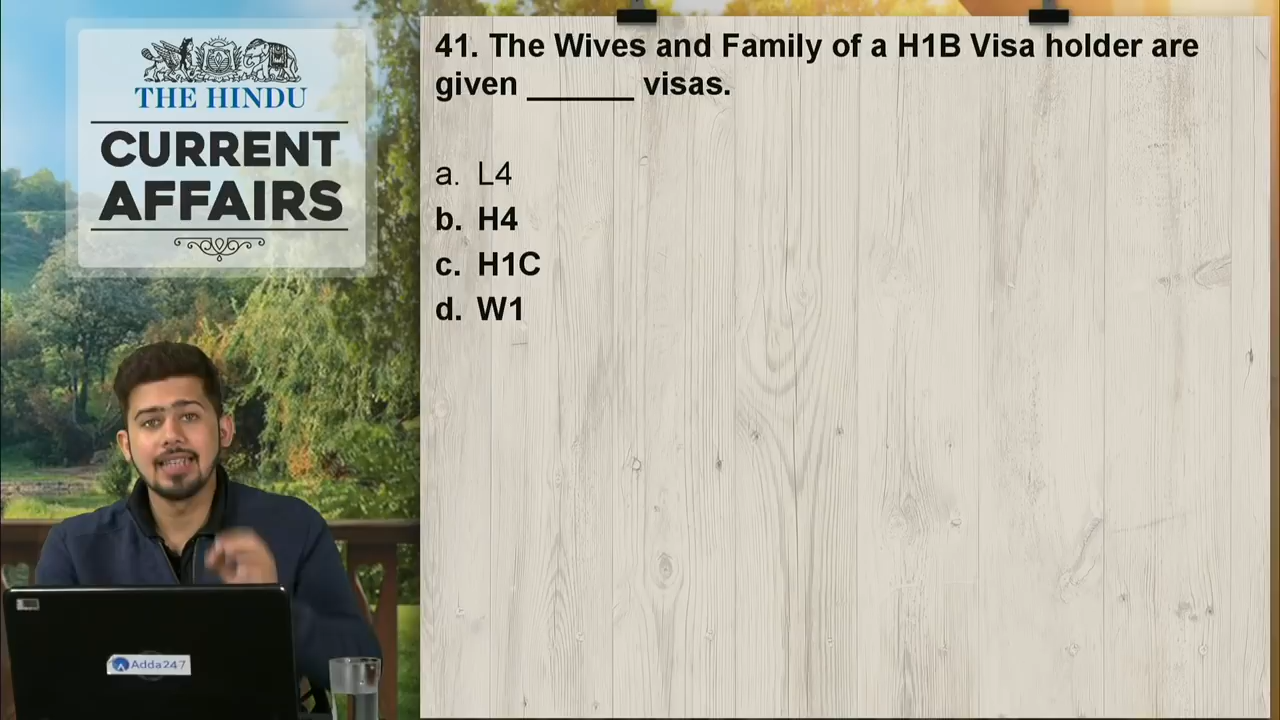 THE HINDU
CURRENT
AFFAIRS
41. The Wives and Family of a H1B Visa holder are
given ______ visas.
a. L4
b. H4
c. H1C
d. W1
Adda247